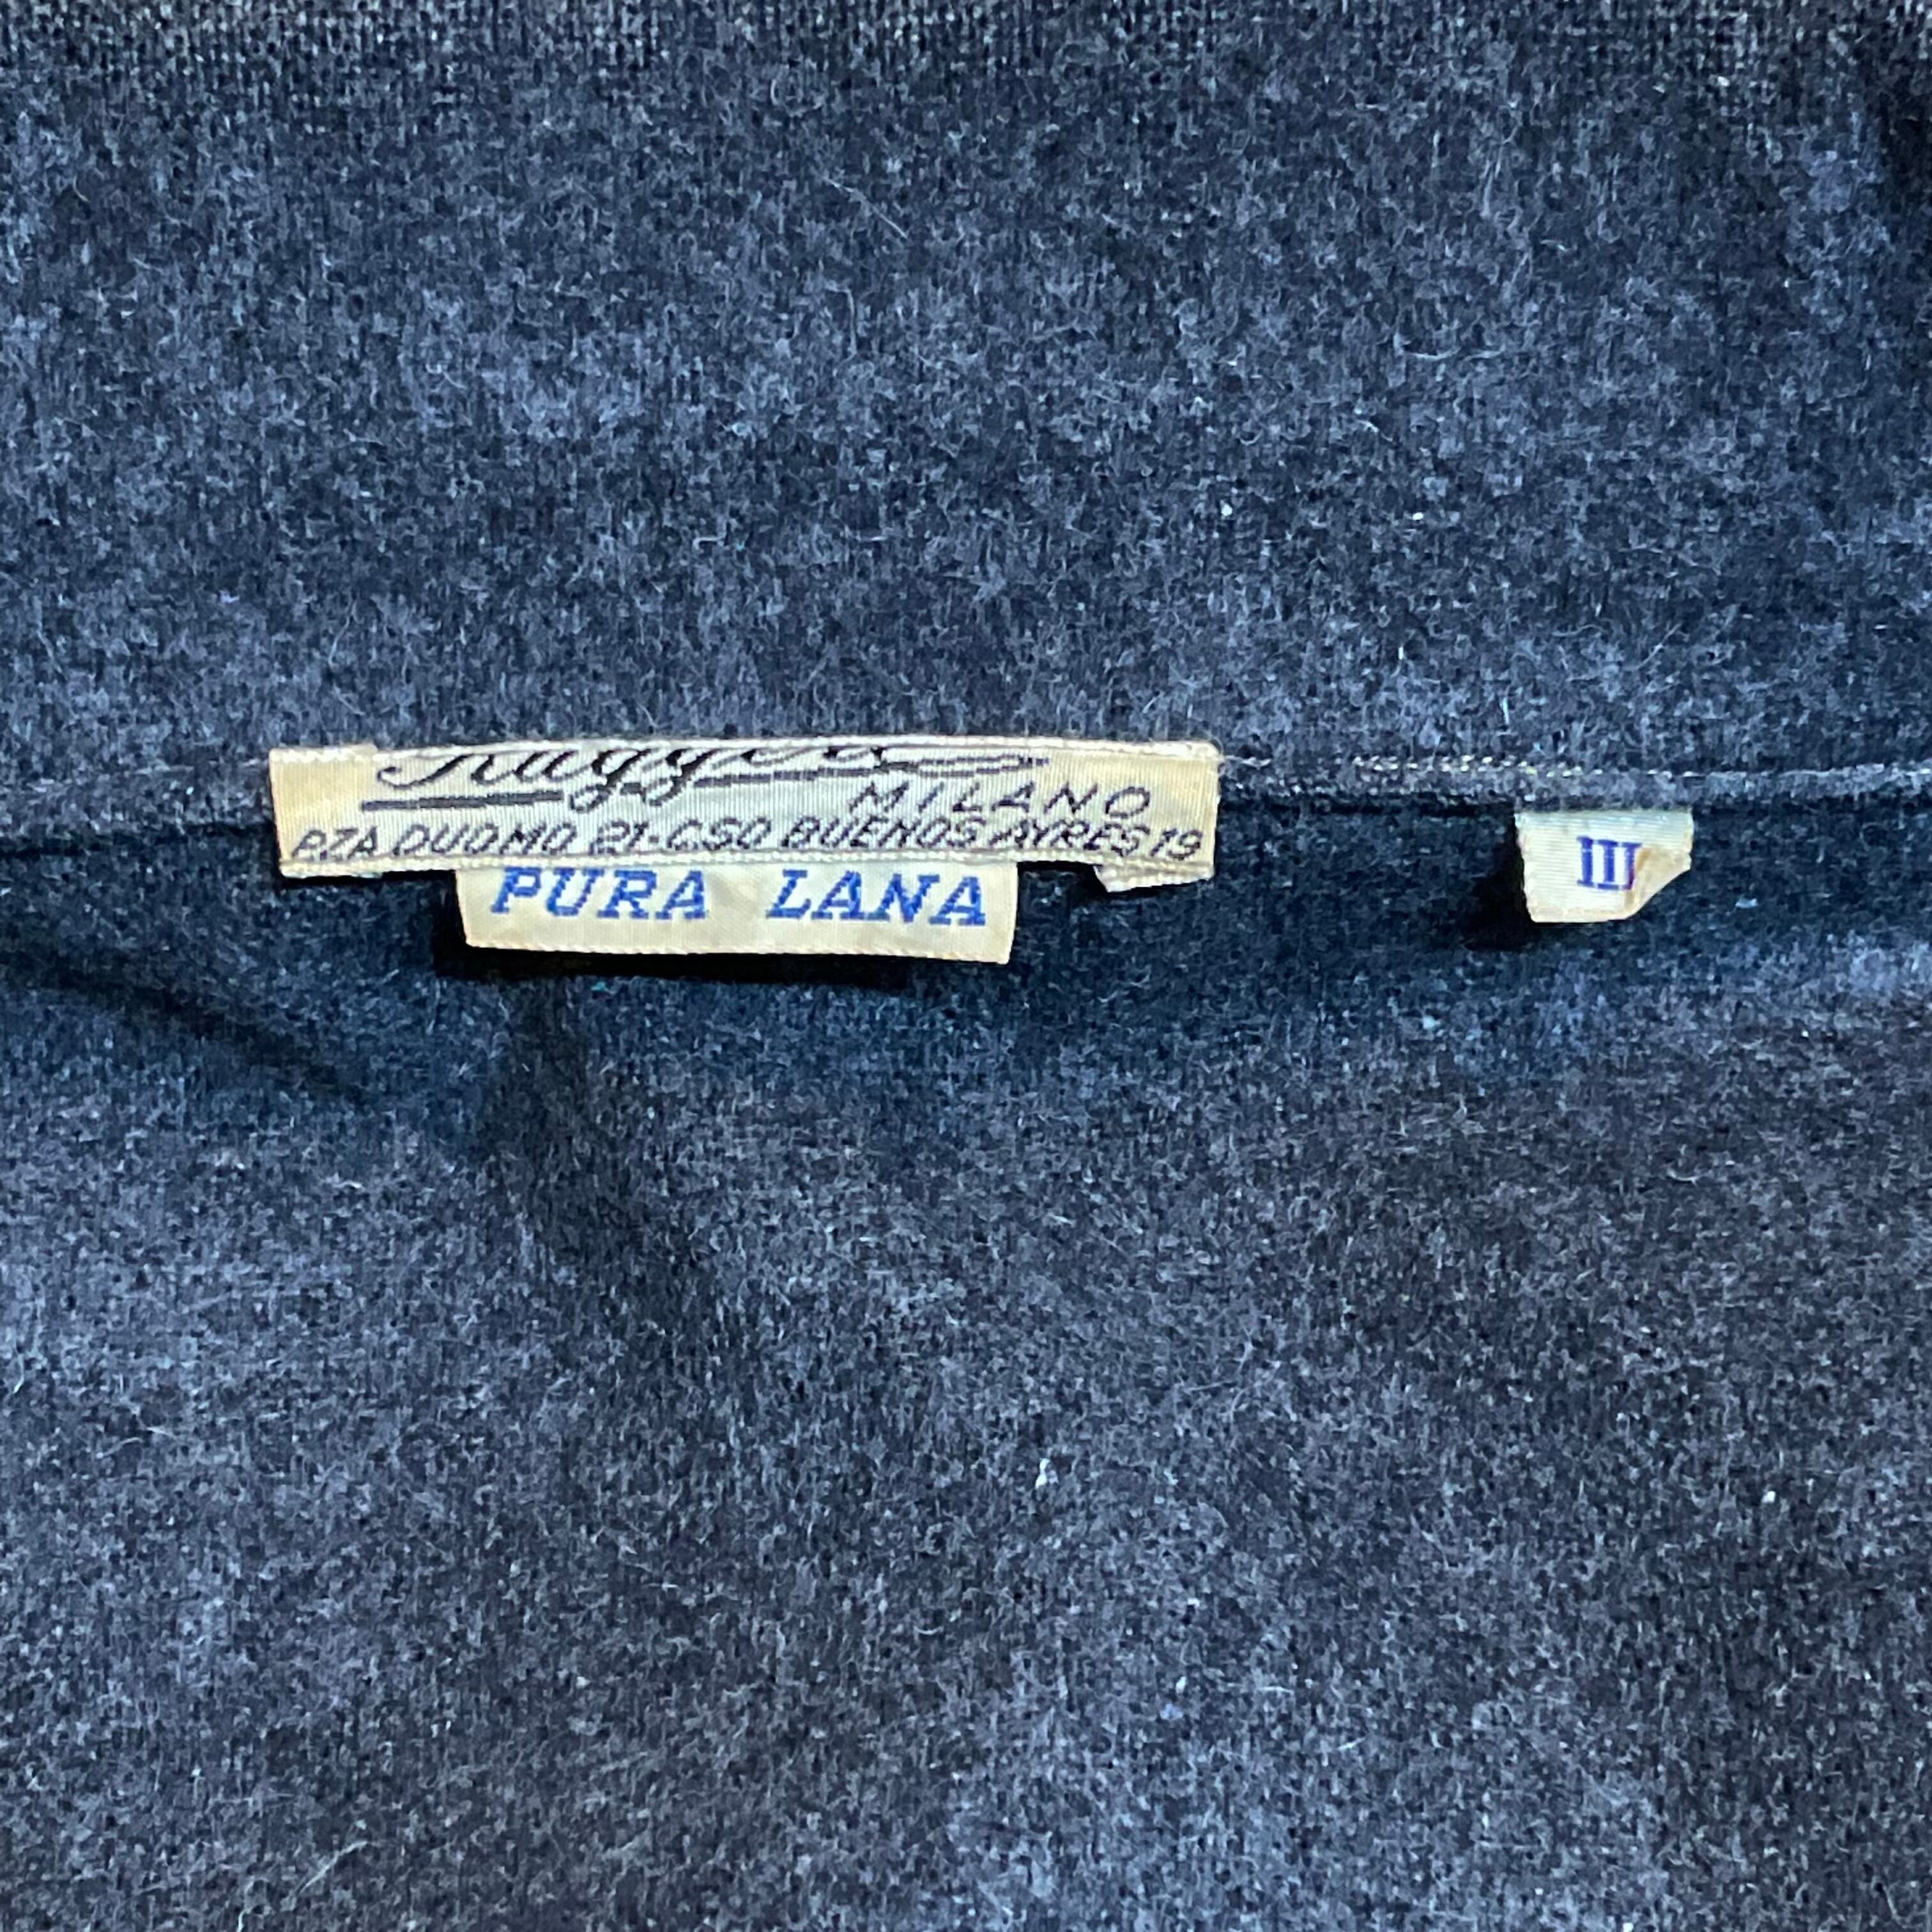 MILANO
P.ZA DUOMO 21-C.SO BUENOS AYRES 19
PURA LANA
III